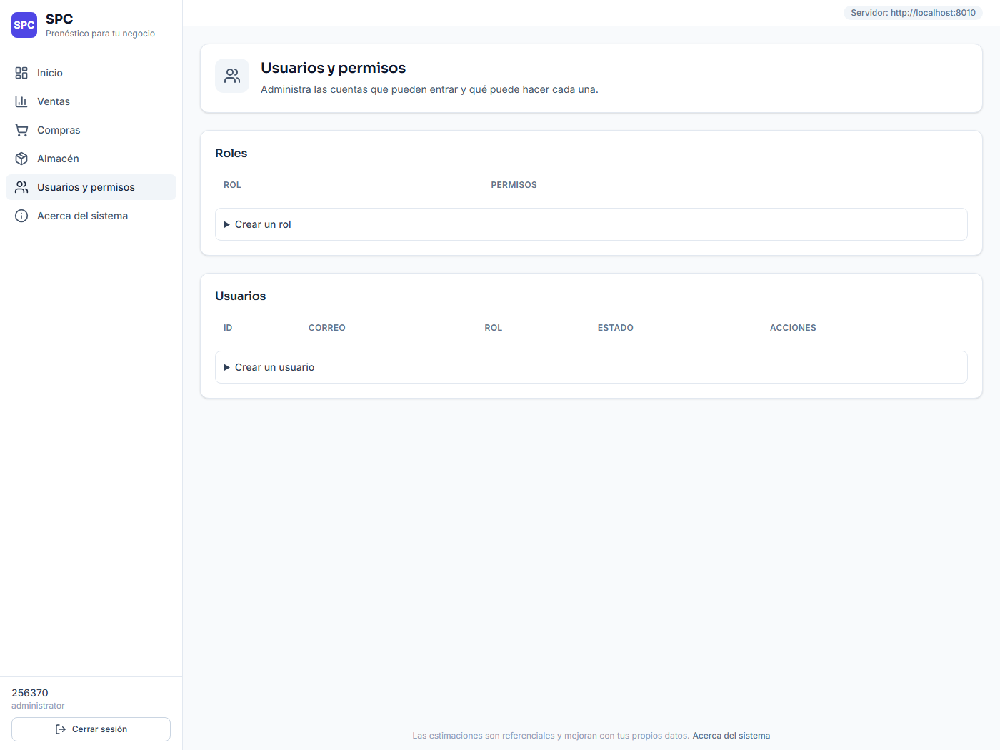 SPC
SPC
Pronóstico para tu negocio
Inicio
Ventas
Compras
Almacén
Usuarios y permisos
Acerca del sistema
256370
administrator
Cerrar sesión
Servidor: http://localhost:8010
Usuarios y permisos
Administra las cuentas que pueden entrar y qué puede hacer cada una.
Roles
ROL PERMISOS
Crear un rol
Usuarios
ID CORREO ROL ESTADO ACCIONES
Crear un usuario
Las estimaciones son referenciales y mejoran con tus propios datos. Acerca del sistema